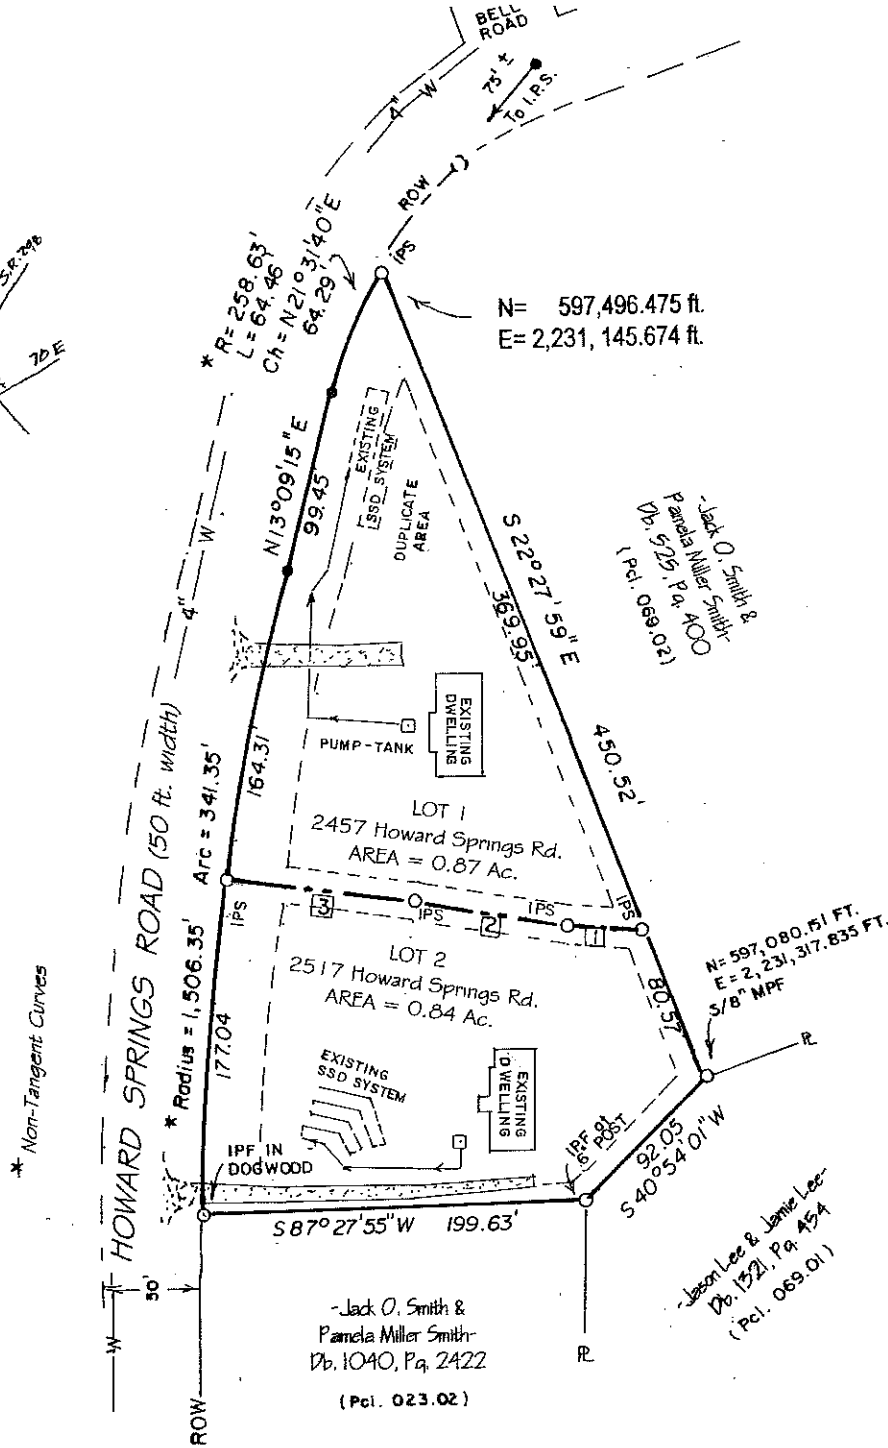 BELL
ROAD
4"
W
75' ±
To I.P.S.
ROW
IPS
S.R. 298
70 E
* R= 258.63'
L = 64.46'
Ch = N21°31'40"E
64.29'
N= 597,496.475 ft.
E= 2,231, 145.674 ft.
N13°09'15"E
99.45'
EXISTING
SSD SYSTEM
DUPLICATE
AREA
S 22°27'59"E
369.95'
450.52'
-Jack O. Smith &
Pamela Miller Smith-
Db. 525, Pg. 400
(Pcl. 069.02)
W
4"
PUMP-TANK
EXISTING
DWELLING
164.31'
Arc = 341.35'
LOT 1
2457 Howard Springs Rd.
AREA = 0.87 Ac.
IPS
3
IPS
2
IPS
1
IPS
LOT 2
2517 Howard Springs Rd.
AREA = 0.84 Ac.
80.57'
N= 597,080.151 FT.
E= 2,231,317.835 FT.
5/8" MPF
PL
HOWARD SPRINGS ROAD (50 ft. width)
* Radius = 1,506.35'
177.04
* Non-Tangent Curves
EXISTING
SSD SYSTEM
EXISTING
DWELLING
IPF IN
DOGWOOD
IPF at
6" POST
92.05
S 40°54'01"W
S87°27'55"W 199.63'
-Jason Lee & Jamie Lee-
Db. 1321, Pg. 454
(Pcl. 069.01)
W
ROW
-Jack O. Smith &
Pamela Miller Smith-
Db. 1040, Pg. 2422
(Pcl. 023.02)
PL